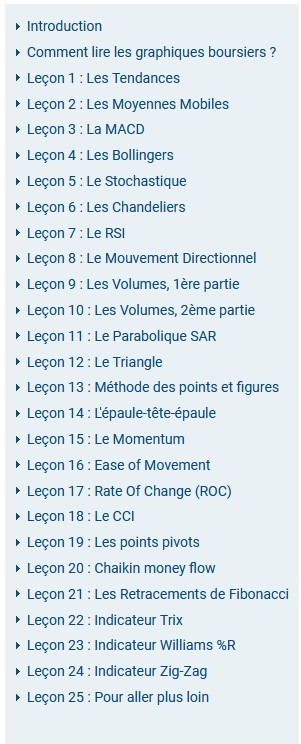 Introduction
Comment lire les graphiques boursiers ?
Leçon 1 : Les Tendances
Leçon 2 : Les Moyennes Mobiles
Leçon 3 : La MACD
Leçon 4 : Les Bollingers
Leçon 5 : Le Stochastique
Leçon 6 : Les Chandeliers
Leçon 7 : Le RSI
Leçon 8 : Le Mouvement Directionnel
Leçon 9 : Les Volumes, 1ère partie
Leçon 10 : Les Volumes, 2ème partie
Leçon 11 : Le Parabolique SAR
Leçon 12 : Le Triangle
Leçon 13 : Méthode des points et figures
Leçon 14 : L'épaule-tête-épaule
Leçon 15 : Le Momentum
Leçon 16 : Ease of Movement
Leçon 17 : Rate Of Change (ROC)
Leçon 18 : Le CCI
Leçon 19 : Les points pivots
Leçon 20 : Chaikin money flow
Leçon 21 : Les Retracements de Fibonacci
Leçon 22 : Indicateur Trix
Leçon 23 : Indicateur Williams %R
Leçon 24 : Indicateur Zig-Zag
Leçon 25 : Pour aller plus loin